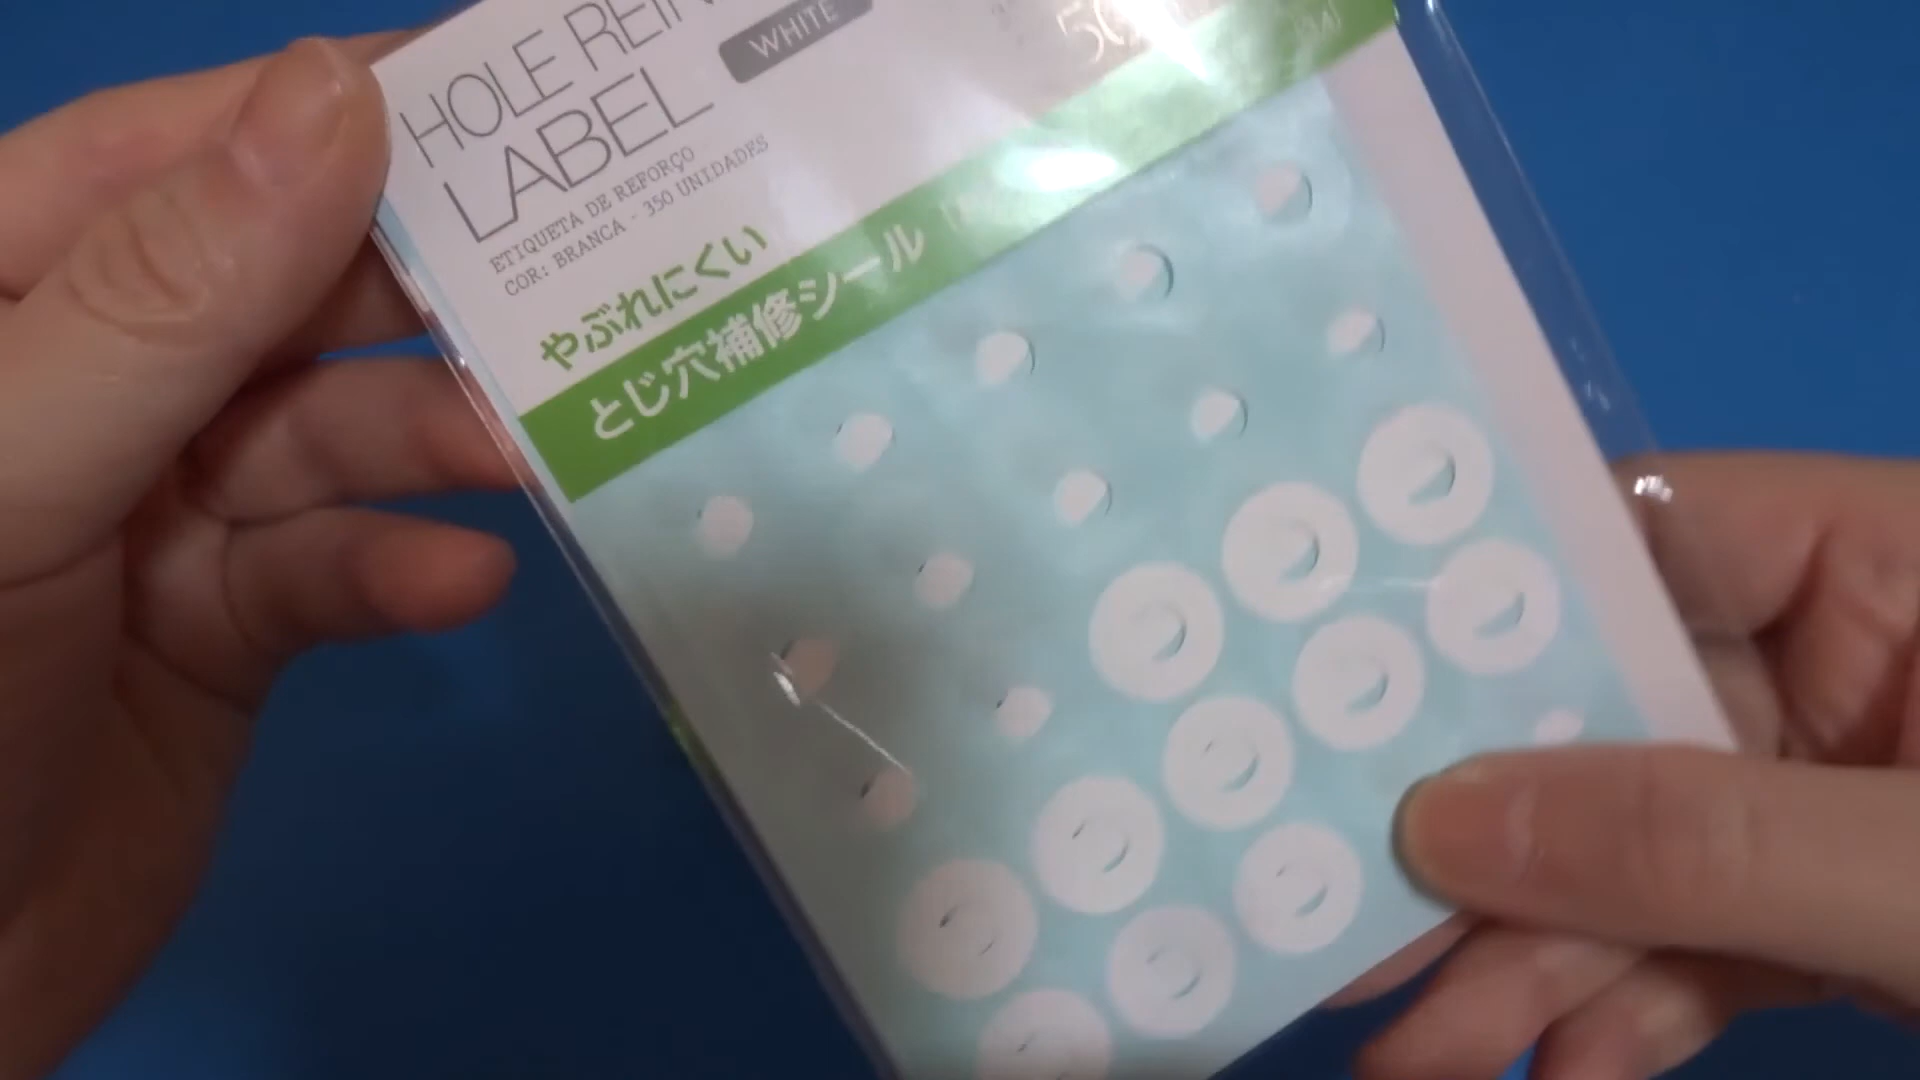 HOLE REIN
LABEL
WHITE
ETIQUETA DE REFORÇO
COR: BRANCA - 350 UNIDADES
やぶれにくい
とじ穴補修シール